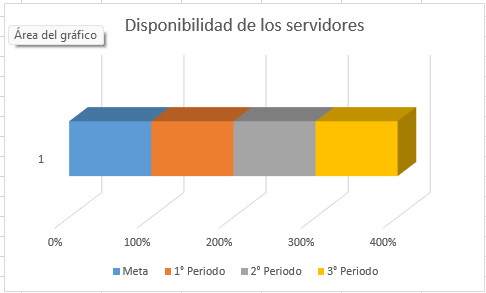 Disponibilidad de los servidores
Área del gráfico
1
0% 100% 200% 300% 400%
Meta 1° Periodo 2° Periodo 3° Periodo